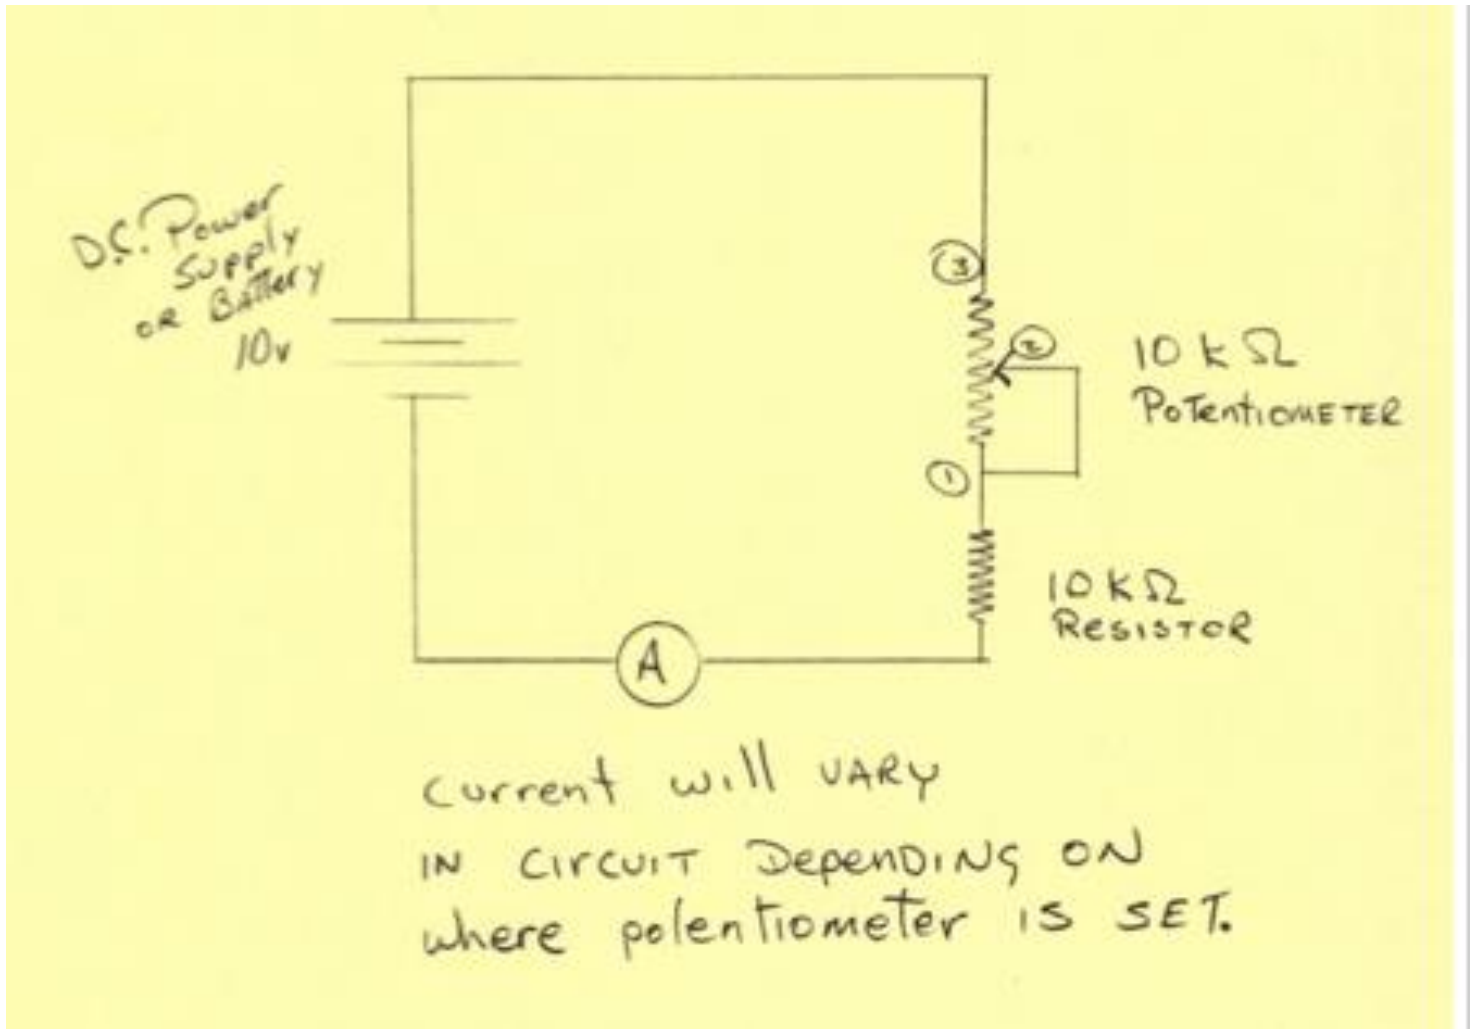 D.C. Power
Supply
OR Battery
10v
3
2
10 k Ω
POTentiOMETER
1
10 K Ω
RESISTOR
A
current will VARY
IN CIrCUIT DependING ON
where potentiometer IS SET.